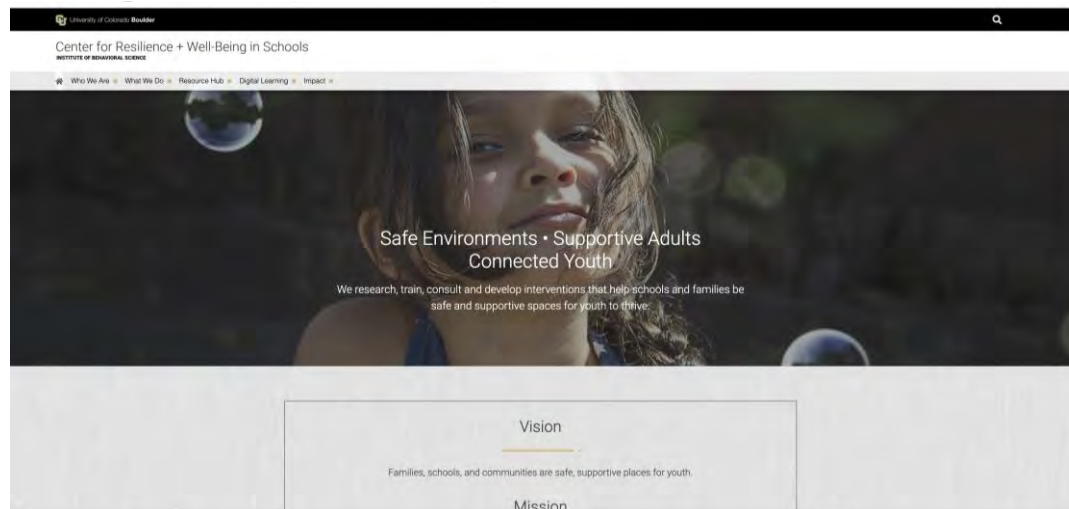 University of Colorado Boulder
Center for Resilience + Well-Being in Schools
INSTITUTE OF BEHAVIORAL SCIENCE
Who We Are What We Do Resource Hub Digital Learning Impact
Safe Environments • Supportive Adults
Connected Youth
We research, train, consult and develop interventions that help schools and families be
safe and supportive spaces for youth to thrive.
Vision
Families, schools, and communities are safe, supportive places for youth.
Mission